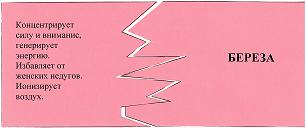 Концентрирует
силу и внимание,
генерирует
энергию.
Избавляет от
женских недугов.
Ионизирует
воздух.
БЕРЕЗА